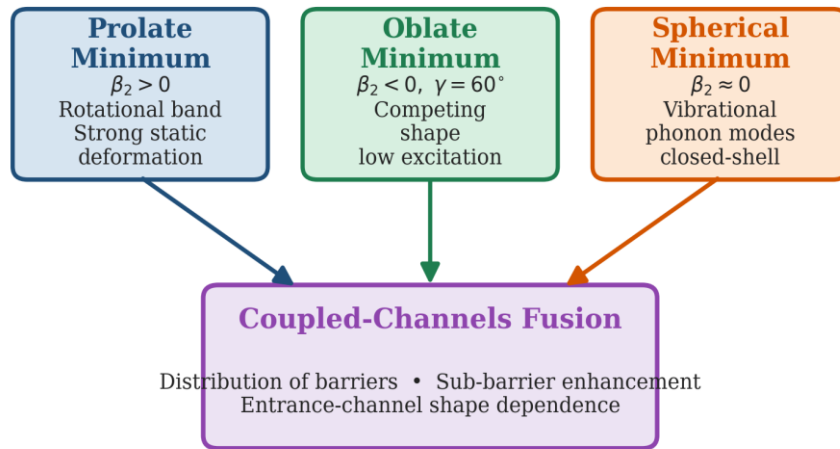 Prolate
Minimum
β₂ > 0
Rotational band
Strong static
deformation
Oblate
Minimum
β₂ < 0, γ = 60°
Competing
shape
low excitation
Spherical
Minimum
β₂ ≈ 0
Vibrational
phonon modes
closed-shell
Coupled-Channels Fusion
Distribution of barriers • Sub-barrier enhancement
Entrance-channel shape dependence